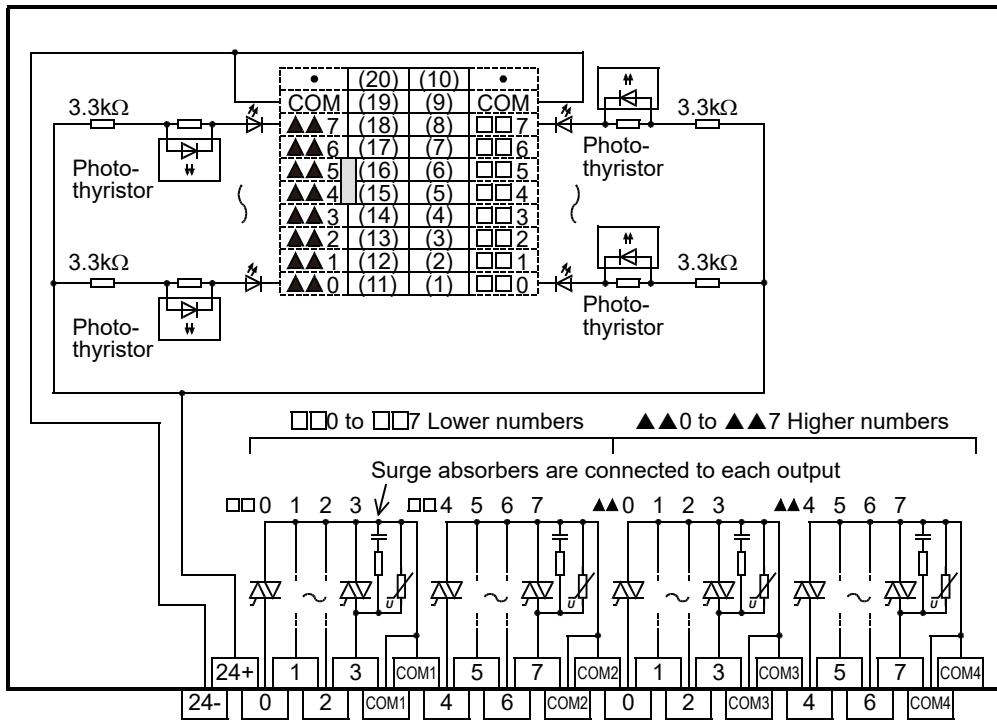 • (20) (10) •
COM (19) (9) COM
▲▲7 (18) (8) □□7
▲▲6 (17) (7) □□6
▲▲5 (16) (6) □□5
▲▲4 (15) (5) □□4
▲▲3 (14) (4) □□3
▲▲2 (13) (3) □□2
▲▲1 (12) (2) □□1
▲▲0 (11) (1) □□0
3.3kΩ
Photo-
thyristor
3.3kΩ
Photo-
thyristor
3.3kΩ
Photo-
thyristor
3.3kΩ
Photo-
thyristor
□□0 to □□7 Lower numbers ▲▲0 to ▲▲7 Higher numbers
Surge absorbers are connected to each output
□□0 1 2 3 □□4 5 6 7 ▲▲0 1 2 3 ▲▲4 5 6 7
U U U U
24+ 1 3 COM1 5 7 COM2 1 3 COM3 5 7 COM4
24- 0 2 COM1 4 6 COM2 0 2 COM3 4 6 COM4